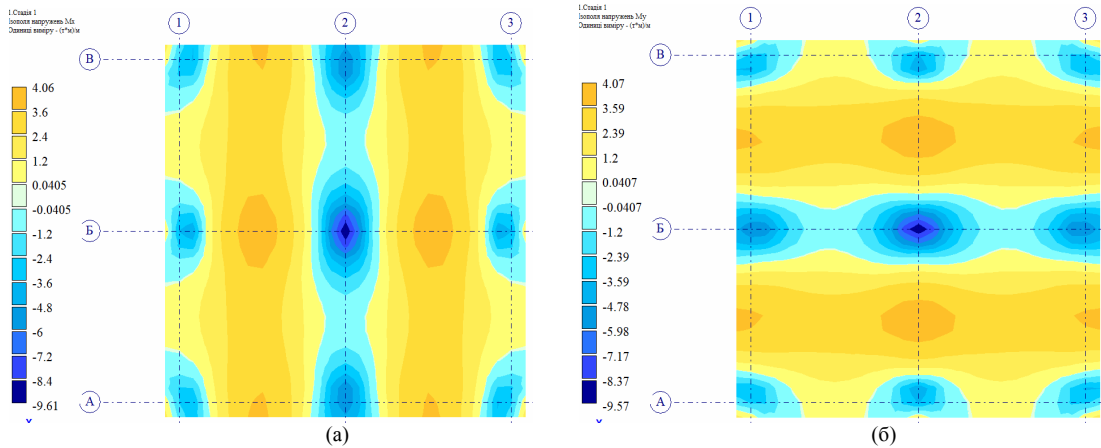 1.Стадія 1
Ізополя напружень Mx
Одиниці виміру - (т*м)/м
1
2
3
В
Б
А
4.06
3.6
2.4
1.2
0.0405
-0.0405
-1.2
-2.4
-3.6
-4.8
-6
-7.2
-8.4
-9.61
(а)
1.Стадія 1
Ізополя напружень My
Одиниці виміру - (т*м)/м
1
2
3
В
Б
А
4.07
3.59
2.39
1.2
0.0407
-0.0407
-1.2
-2.39
-3.59
-4.78
-5.98
-7.17
-8.37
-9.57
(б)